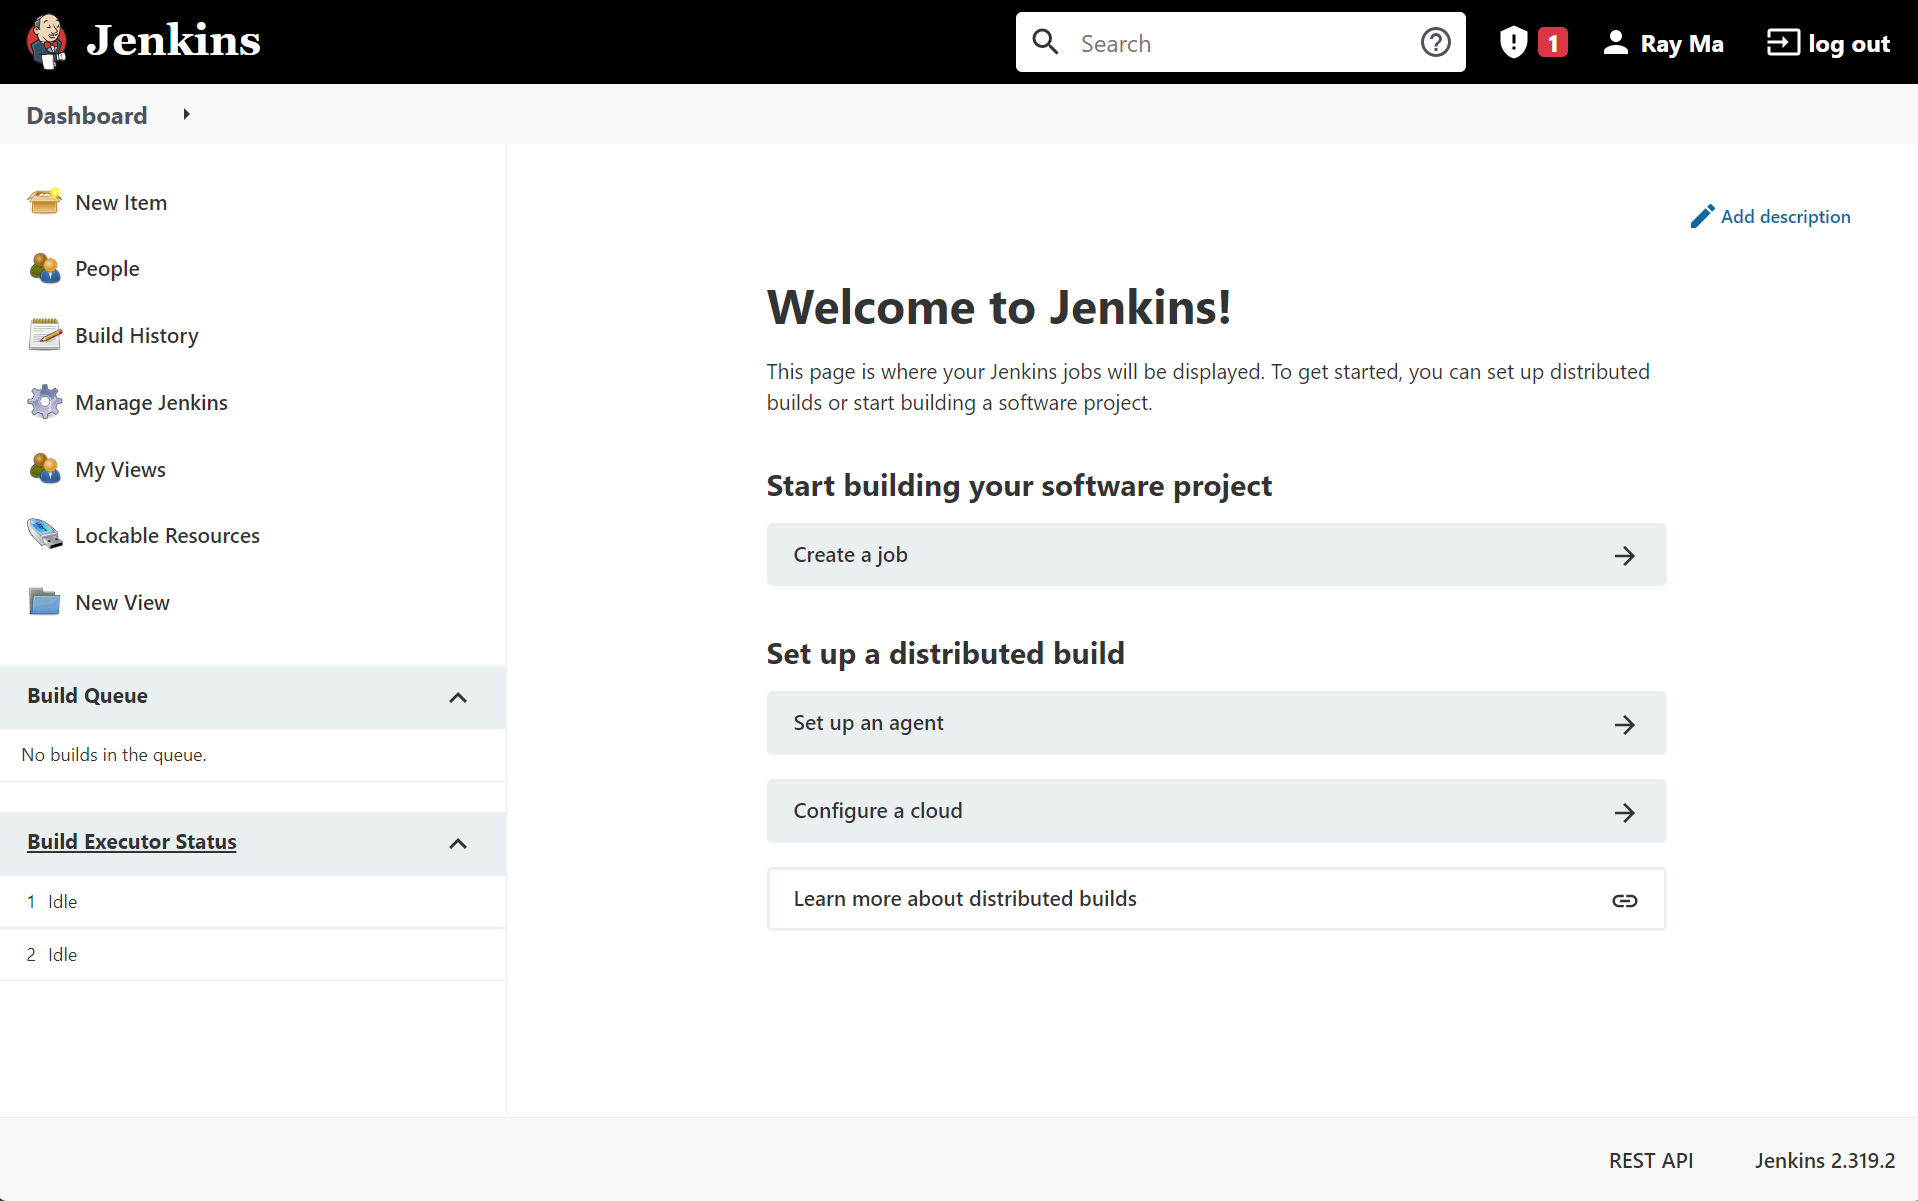 Jenkins
Search
1
Ray Ma
log out
Dashboard
New Item
People
Build History
Manage Jenkins
My Views
Lockable Resources
New View
Build Queue
No builds in the queue.
Build Executor Status
1 Idle
2 Idle
Add description
Welcome to Jenkins!
This page is where your Jenkins jobs will be displayed. To get started, you can set up distributed
builds or start building a software project.
Start building your software project
Create a job
Set up a distributed build
Set up an agent
Configure a cloud
Learn more about distributed builds
REST API
Jenkins 2.319.2